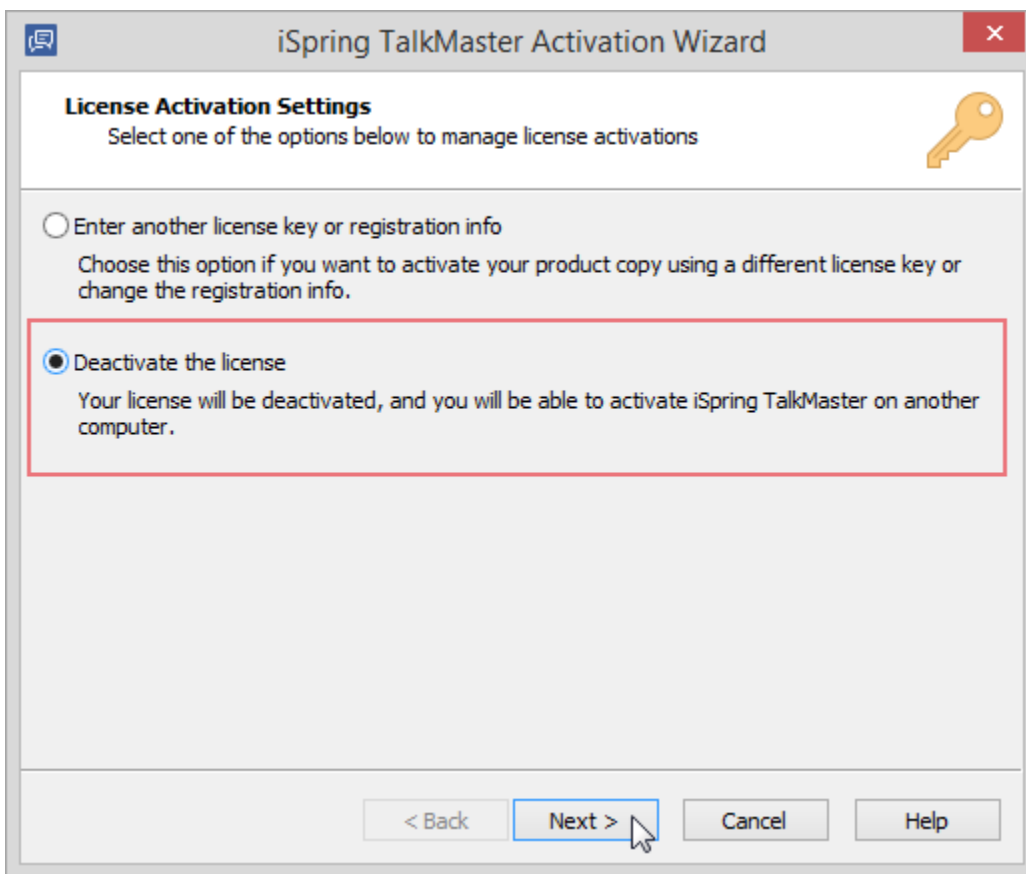 iSpring TalkMaster Activation Wizard
License Activation Settings
Select one of the options below to manage license activations
Enter another license key or registration info
Choose this option if you want to activate your product copy using a different license key or
change the registration info.
Deactivate the license
Your license will be deactivated, and you will be able to activate iSpring TalkMaster on another
computer.
< Back Next > Cancel Help